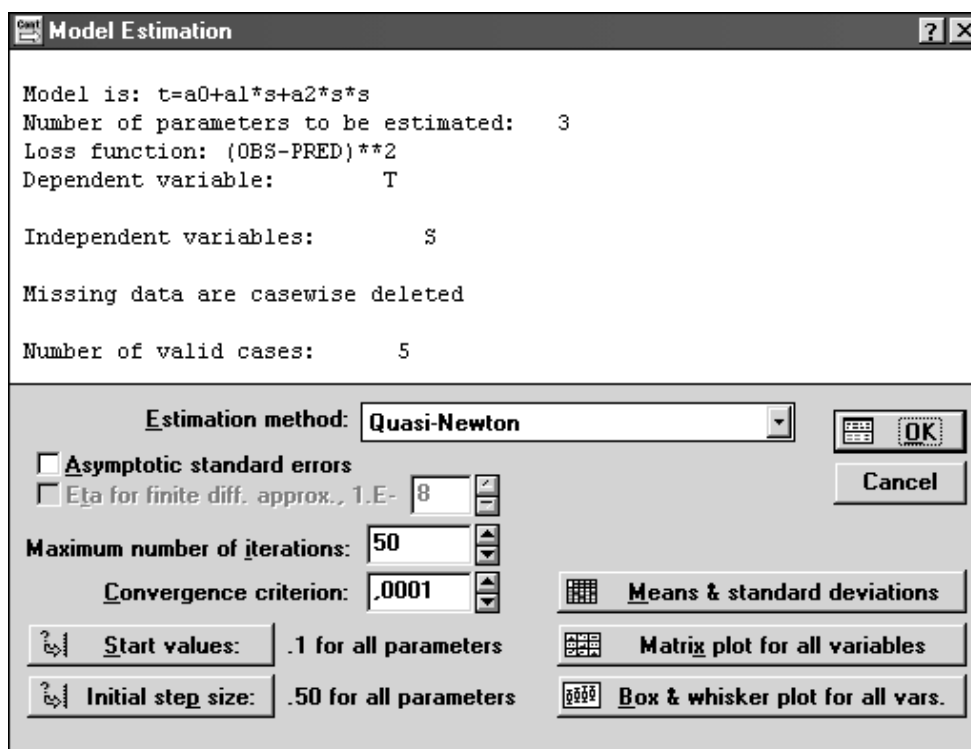 Model Estimation
Model is: t=a0+a1*s+a2*s*s
Number of parameters to be estimated: 3
Loss function: (OBS-PRED)**2
Dependent variable: T
Independent variables: S
Missing data are casewise deleted
Number of valid cases: 5
Estimation method: Quasi-Newton
OK
Asymptotic standard errors
Cancel
Eta for finite diff. approx., 1.E- 8
Maximum number of iterations: 50
Convergence criterion: ,0001
Means & standard deviations
Start values: .1 for all parameters
Matrix plot for all variables
Initial step size: .50 for all parameters
Box & whisker plot for all vars.